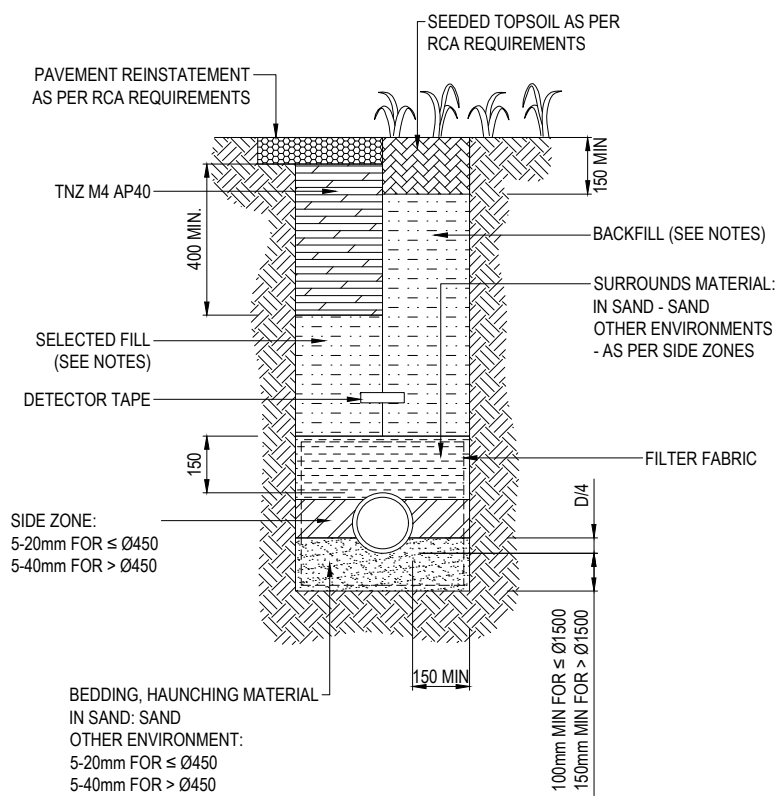 SEEDED TOPSOIL AS PER
RCA REQUIREMENTS
PAVEMENT REINSTATEMENT
AS PER RCA REQUIREMENTS
150 MIN
TNZ M4 AP40
400 MIN.
BACKFILL (SEE NOTES)
SURROUNDS MATERIAL:
IN SAND - SAND
OTHER ENVIRONMENTS
- AS PER SIDE ZONES
SELECTED FILL
(SEE NOTES)
DETECTOR TAPE
150
FILTER FABRIC
D/4
SIDE ZONE:
5-20mm FOR ≤ Ø450
5-40mm FOR > Ø450
150 MIN
100mm MIN FOR ≤ Ø1500
150mm MIN FOR > Ø1500
BEDDING, HAUNCHING MATERIAL
IN SAND: SAND
OTHER ENVIRONMENT:
5-20mm FOR ≤ Ø450
5-40mm FOR > Ø450